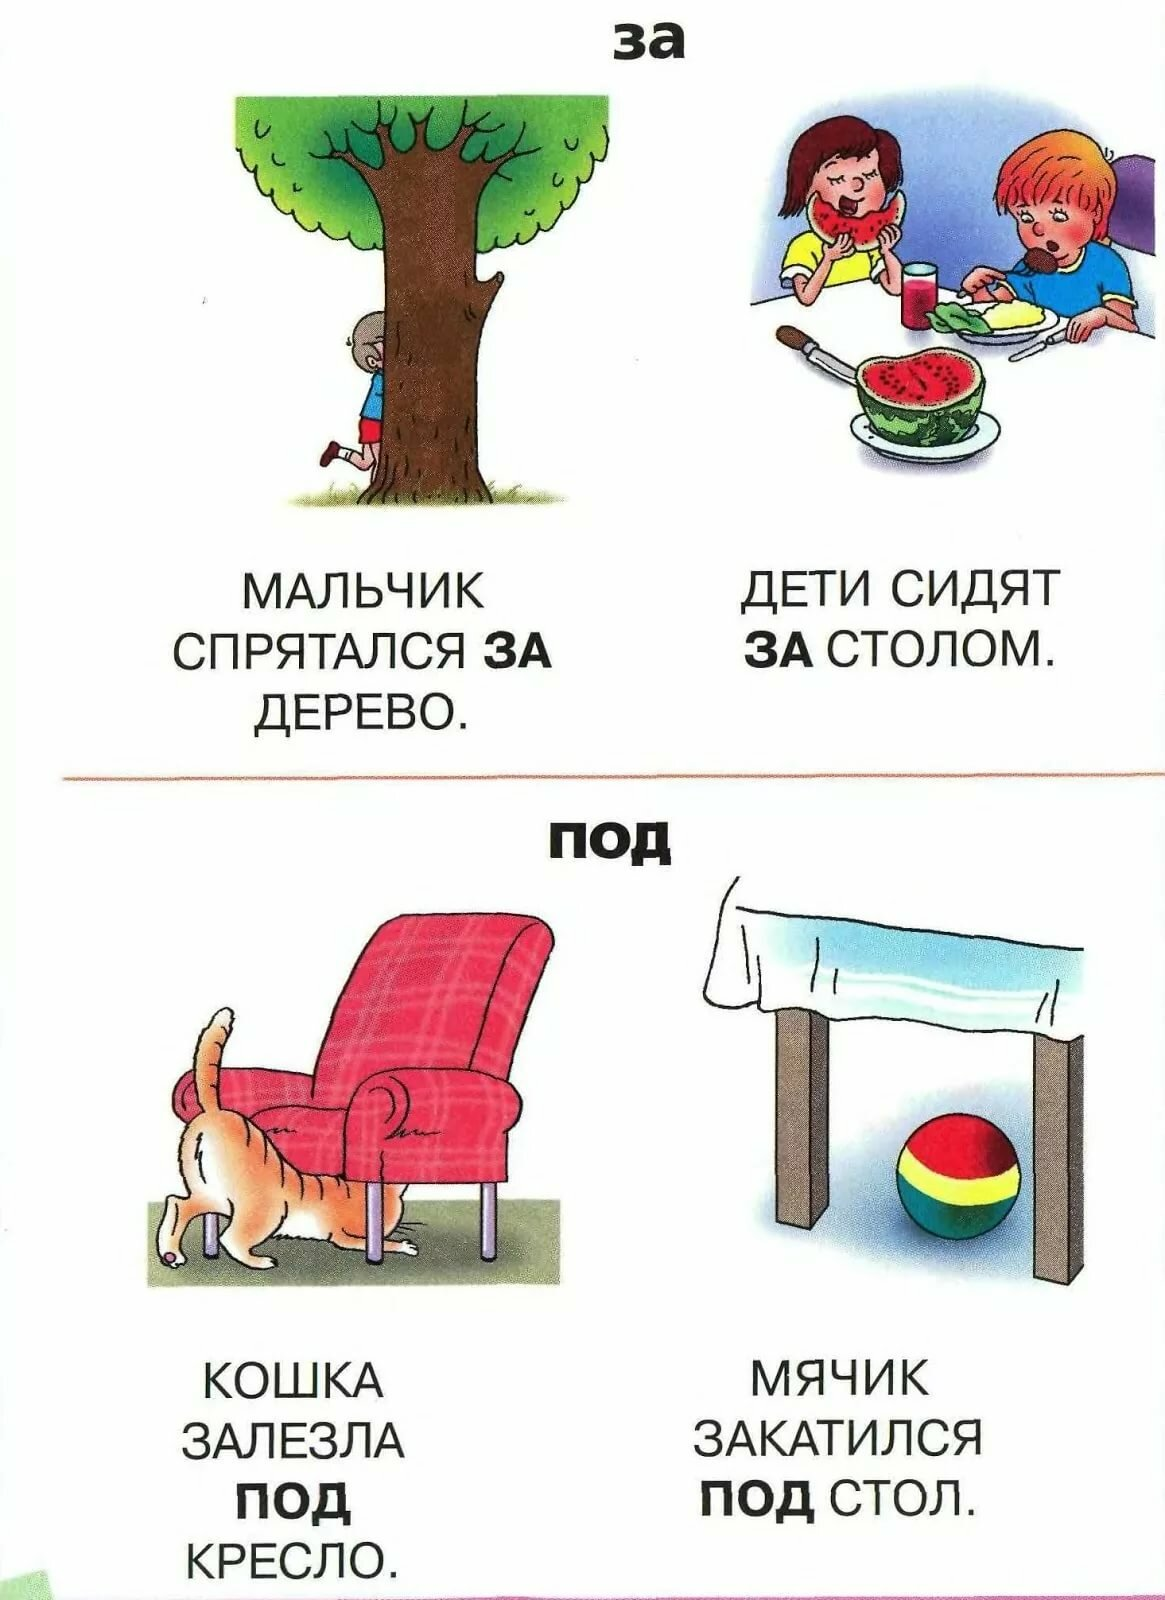 за
МАЛЬЧИК
СПРЯТАЛСЯ ЗА
ДЕРЕВО.
ДЕТИ СИДЯТ
ЗА СТОЛОМ.
под
КОШКА
ЗАЛЕЗЛА
ПОД
КРЕСЛО.
МЯЧИК
ЗАКАТИЛСЯ
ПОД СТОЛ.